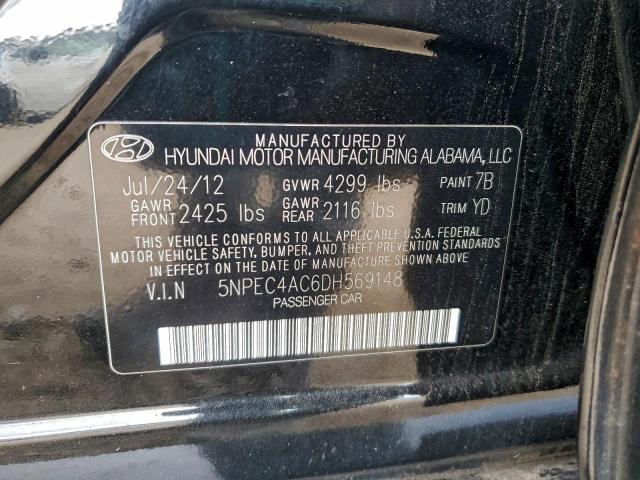 MANUFACTURED BY
HYUNDAI MOTOR MANUFACTURING ALABAMA, LLC
Jul/24/12 GVWR 4299 lbs PAINT 7B
GAWR FRONT 2425 lbs GAWR REAR 2116 lbs TRIM YD
THIS VEHICLE CONFORMS TO ALL APPLICABLE U.S.A. FEDERAL
MOTOR VEHICLE SAFETY, BUMPER, AND THEFT PREVENTION STANDARDS
IN EFFECT ON THE DATE OF MANUFACTURE SHOWN ABOVE.
V.I.N 5NPEC4AC6DH569148
PASSENGER CAR